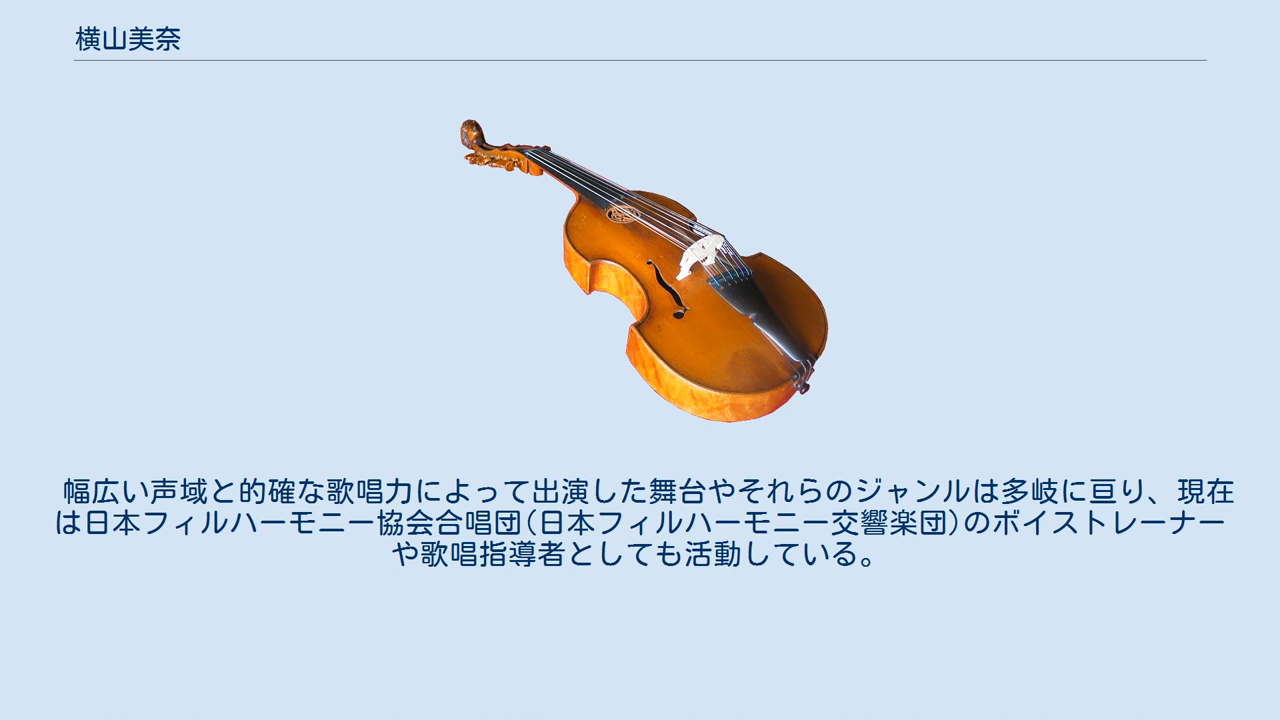 横山美奈
幅広い声域と的確な歌唱力によって出演した舞台やそれらのジャンルは多岐に亘り、現在
は日本フィルハーモニー協会合唱団(日本フィルハーモニー交響楽団)のボイストレーナー
や歌唱指導者としても活動している。